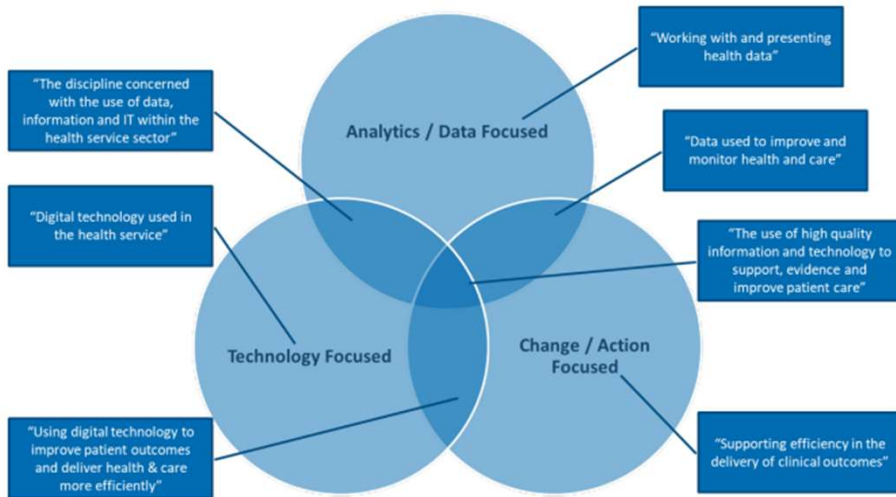 “Working with and presenting
health data”
“The discipline concerned
with the use of data,
information and IT within the
health service sector”
Analytics / Data Focused
“Data used to improve and
monitor health and care”
“Digital technology used in
the health service”
“The use of high quality
information and technology to
support, evidence and
improve patient care”
Technology Focused
Change / Action
Focused
“Using digital technology to
improve patient outcomes
and deliver health & care
more efficiently”
“Supporting efficiency in the
delivery of clinical outcomes”